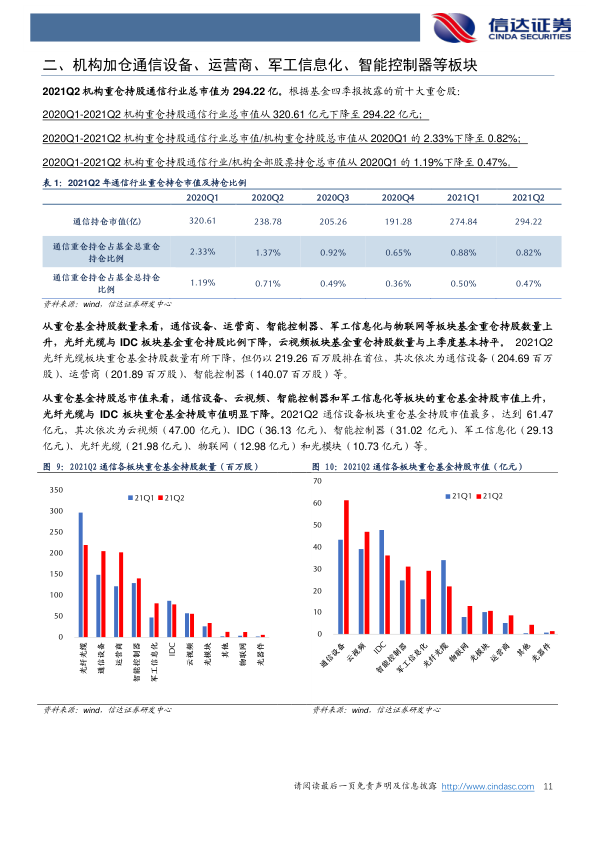 信达证券
CINDA SECURITIES
二、机构加仓通信设备、运营商、军工信息化、智能控制器等板块
2021Q2 机构重仓持股通信行业总市值为 294.22 亿。根据基金四季报披露的前十大重仓股：
2020Q1-2021Q2 机构重仓持股通信行业总市值从 320.61 亿元下降至 294.22 亿元；
2020Q1-2021Q2 机构重仓持股通信行业总市值/机构重仓持股总市值从 2020Q1 的 2.33%下降至 0.82%；
2020Q1-2021Q2 机构重仓持股通信行业/机构全部股票持仓总市值从 2020Q1 的 1.19%下降至 0.47%。
表 1：2021Q2 年通信行业重仓持仓市值及持仓比例
2020Q1 2020Q2 2020Q3 2020Q4 2021Q1 2021Q2
通信持仓市值(亿) 320.61 238.78 205.26 191.28 274.84 294.22
通信重仓持仓占基金总重仓
持仓比例 2.33% 1.37% 0.92% 0.65% 0.88% 0.82%
通信重仓持仓占基金总持仓
比例 1.19% 0.71% 0.49% 0.36% 0.50% 0.47%
资料来源：wind，信达证券研发中心
从重仓基金持股数量来看，通信设备、运营商、智能控制器、军工信息化与物联网等板块基金重仓持股数量上
升，光纤光缆与 IDC 板块基金重仓持股比例下降，云视频板块基金重仓持股数量与上季度基本持平。 2021Q2
光纤光缆板块重仓基金持股数量有所下降，但仍以 219.26 百万股排在首位，其次依次为通信设备（204.69 百万
股）、运营商（201.89 百万股）、智能控制器（140.07 百万股）等。
从重仓基金持股总市值来看，通信设备、云视频、智能控制器和军工信息化等板块的重仓基金持股市值上升，
光纤光缆与 IDC 板块重仓基金持股市值明显下降。2021Q2 通信设备板块重仓基金持股市值最多，达到 61.47
亿元，其次依次为云视频（47.00 亿元）、IDC（36.13 亿元）、智能控制器（31.02 亿元）、军工信息化（29.13
亿元）、光纤光缆（21.98 亿元）、物联网（12.98 亿元）和光模块（10.73 亿元）等。
图 9：2021Q2 通信各板块重仓基金持股数量（百万股）
350
300
250
200
150
100
50
0
21Q1 21Q2
光纤光缆
通信设备
运营商
智能控制器
军工信息化
IDC
云视频
光模块
其他
物联网
光器件
资料来源：wind，信达证券研发中心
图 10：2021Q2 通信各板块重仓基金持股市值（亿元）
70
60
50
40
30
20
10
0
21Q1 21Q2
通信设备
云视频
IDC
智能控制器
军工信息化
光纤光缆
物联网
光模块
运营商
其他
光器件
资料来源：wind，信达证券研发中心
请阅读最后一页免责声明及信息披露 http://www.cindasc.com 11